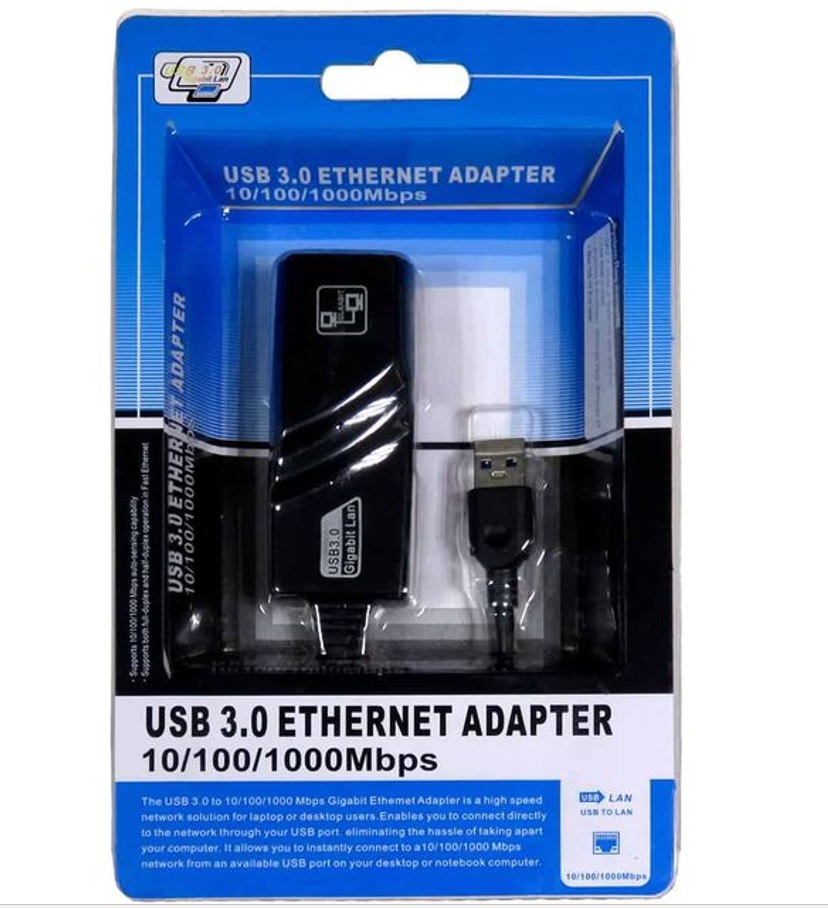 USB 3.0
Gigabit Lan
USB 3.0 ETHERNET ADAPTER
10/100/1000Mbps
GIGABIT
USB 3.0 ETHERNET ADAPTER
10/100/1000Mbps
· Supports 10/100/1000 Mbps auto-sensing capability
· Supports both full-duplex and half-duplex operation in Fast Ethernet
USB3.0
Gigabit Lan
USB 3.0 ETHERNET ADAPTER
10/100/1000Mbps
The USB 3.0 to 10/100/1000 Mbps Gigabit Ethemet Adapter is a high speed
network solution for laptop or desktop users. Enables you to connect directly
to the network through your USB port. eliminating the hassle of taking apart
your computer. It allows you to instantly connect to a10/100/1000 Mbps
network from an available USB port on your desktop or notebook computer.
USB LAN
USB TO LAN
10/100/1000Mbps